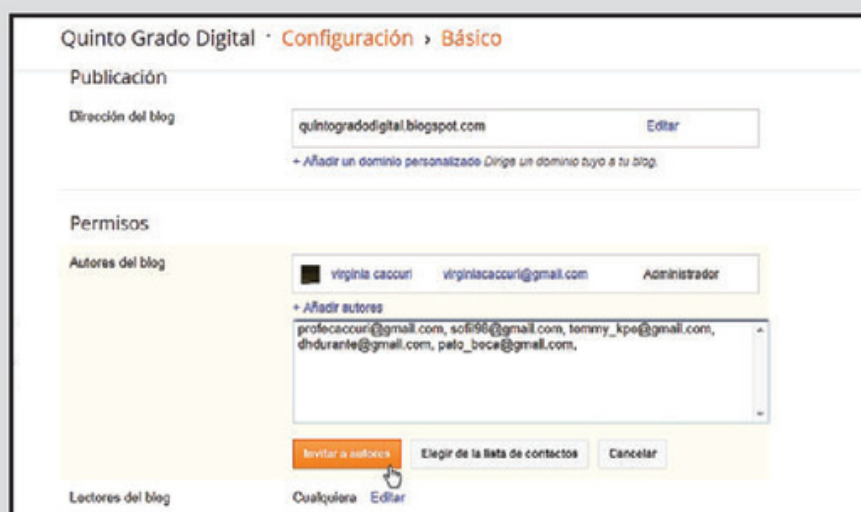 Quinto Grado Digital · Configuración › Básico
Publicación
Dirección del blog
quintogradodigital.blogspot.com Editar
+ Añadir un dominio personalizado Dirige un dominio tuyo a tu blog.
Permisos
Autores del blog
virginia caccuri virginiacaccuri@gmail.com Administrador
+ Añadir autores
profecaccuri@gmail.com, sofii98@gmail.com, tommy_kpo@gmail.com,
dhdurante@gmail.com, pato_boca@gmail.com,
Invitar a autores Elegir de la lista de contactos Cancelar
Lectores del blog Cualquiera Editar